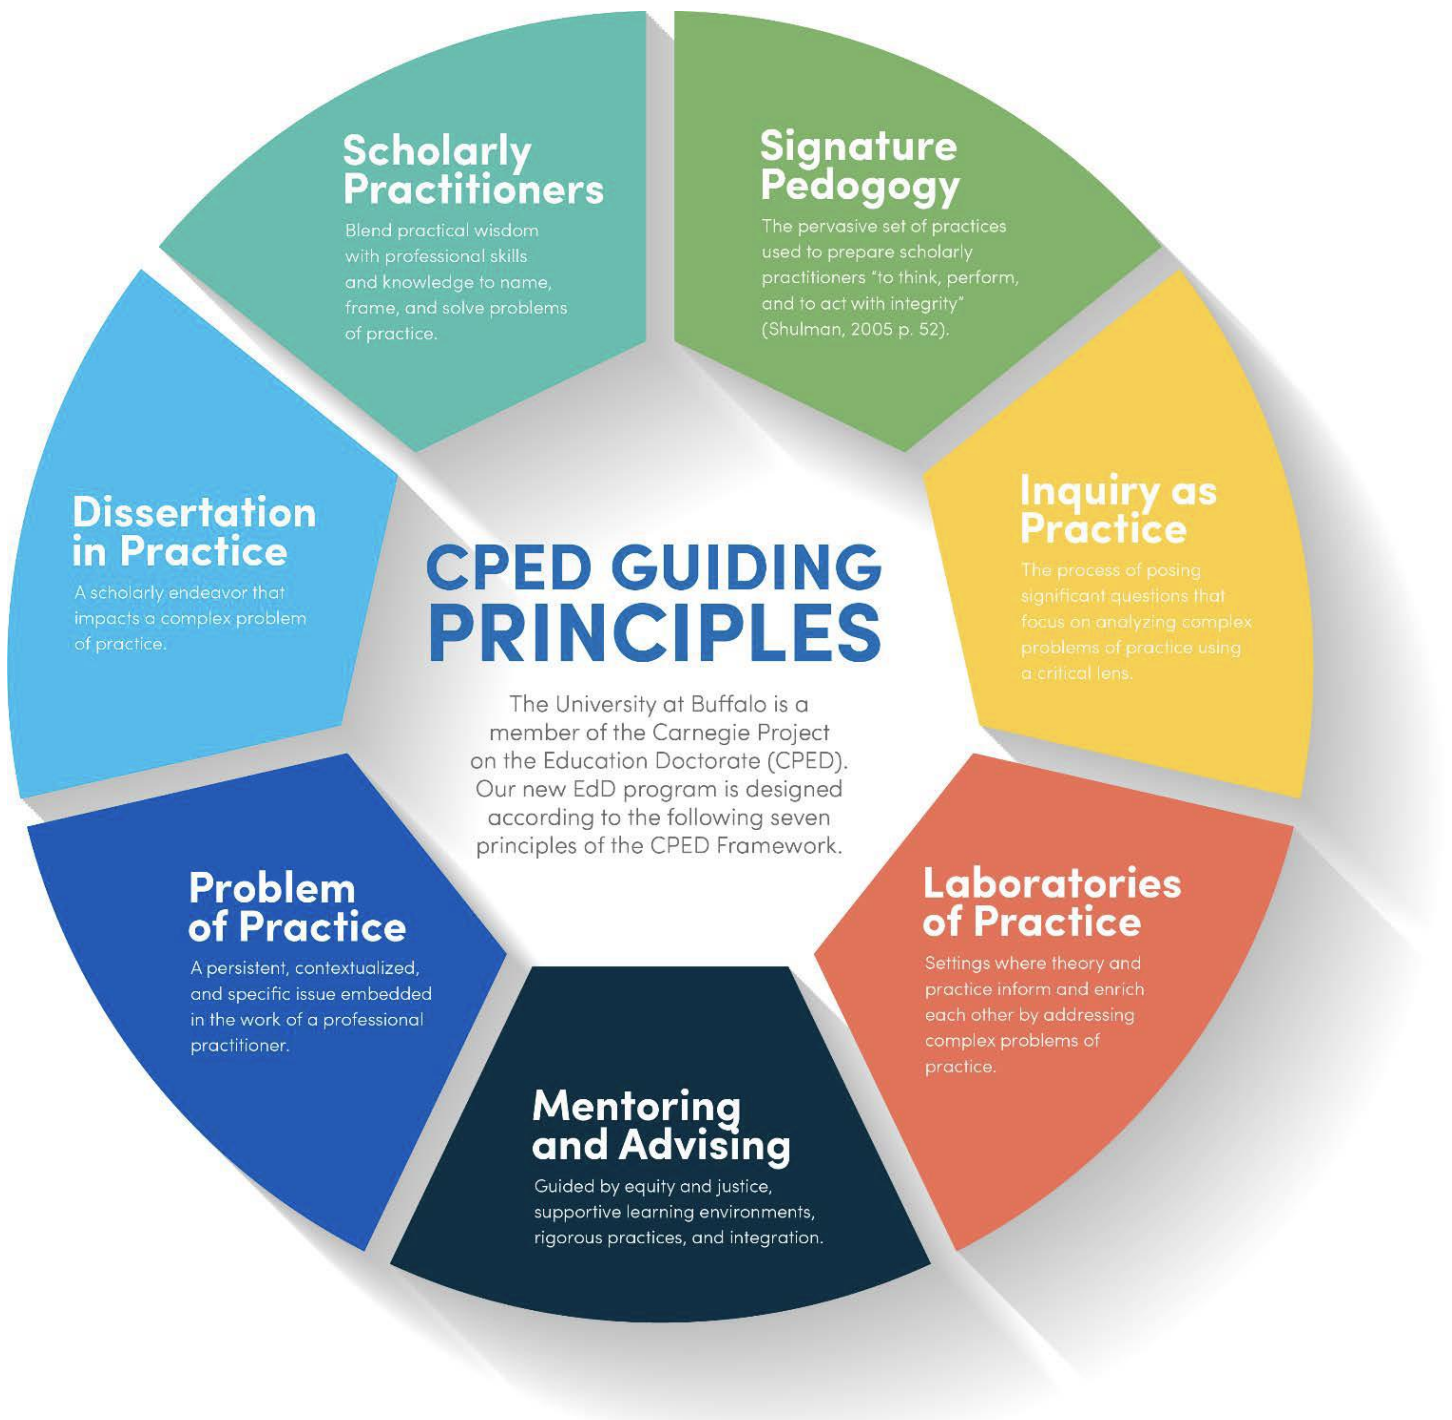 CPED GUIDING
PRINCIPLES
The University at Buffalo is a
member of the Carnegie Project
on the Education Doctorate (CPED).
Our new EdD program is designed
according to the following seven
principles of the CPED Framework.
Scholarly
Practitioners
Blend practical wisdom
with professional skills
and knowledge to name,
frame, and solve problems
of practice.
Signature
Pedogogy
The pervasive set of practices
used to prepare scholarly
practitioners "to think, perform,
and to act with integrity"
(Shulman, 2005 p. 52).
Inquiry as
Practice
The process of posing
significant questions that
focus on analyzing complex
problems of practice using
a critical lens.
Laboratories
of Practice
Settings where theory and
practice inform and enrich
each other by addressing
complex problems of
practice.
Mentoring
and Advising
Guided by equity and justice,
supportive learning environments,
rigorous practices, and integration.
Problem
of Practice
A persistent, contextualized,
and specific issue embedded
in the work of a professional
practitioner.
Dissertation
in Practice
A scholarly endeavor that
impacts a complex problem
of practice.